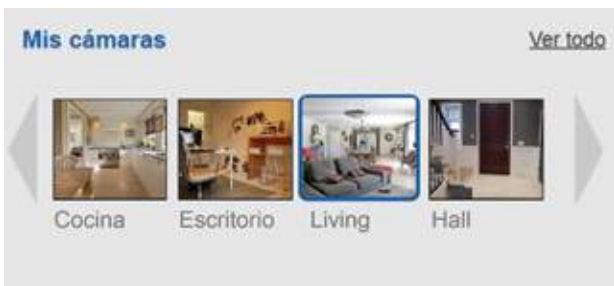 Mis cámaras
Ver todo
Cocina
Escritorio
Living
Hall